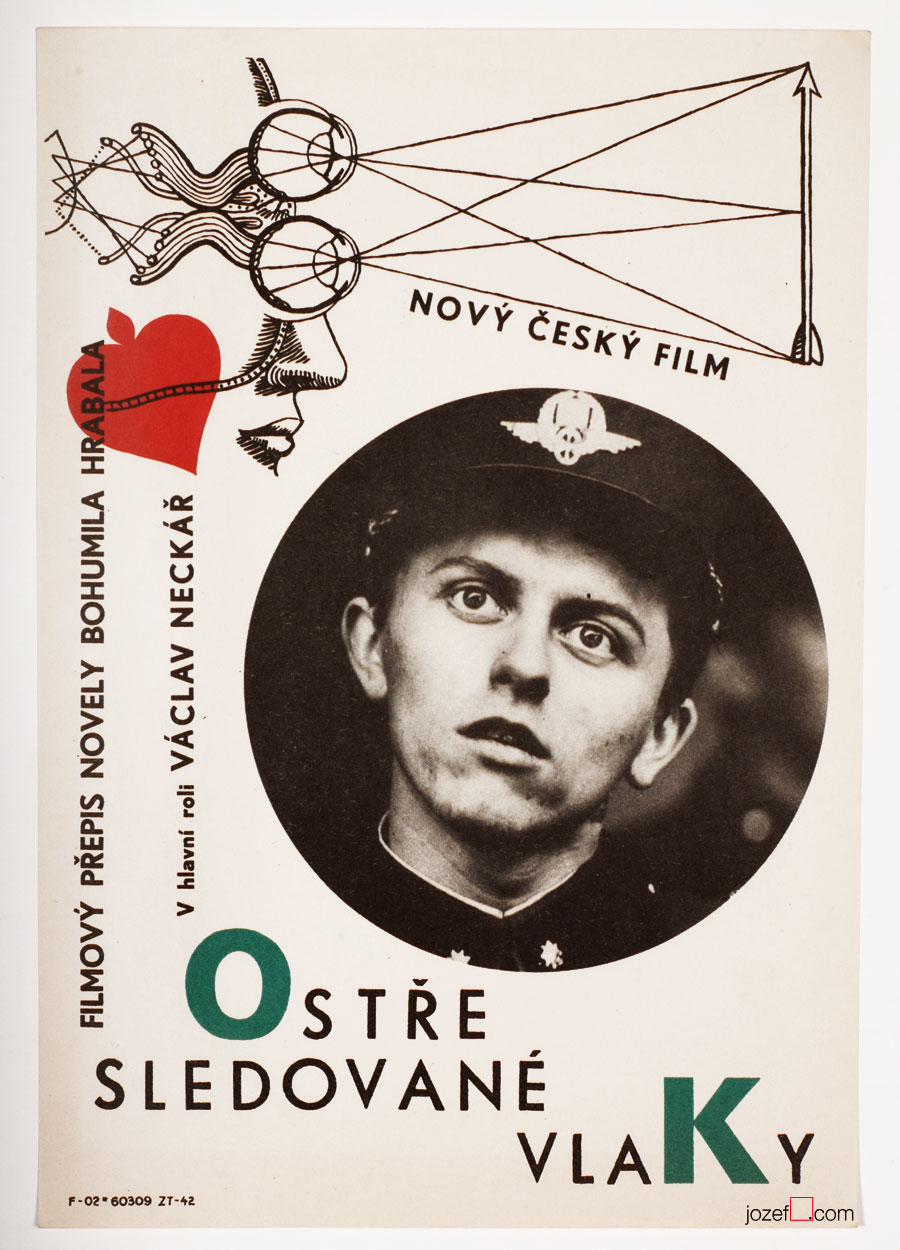 NOVÝ ČESKÝ FILM
FILMOVÝ PŘEPIS NOVELY BOHUMILA HRABALA
V hlavní roli VÁCLAV NECKÁŘ
OSTŘE
SLEDOVANÉ
VLAKY
F-02*60309 ZT-42
jozef.com